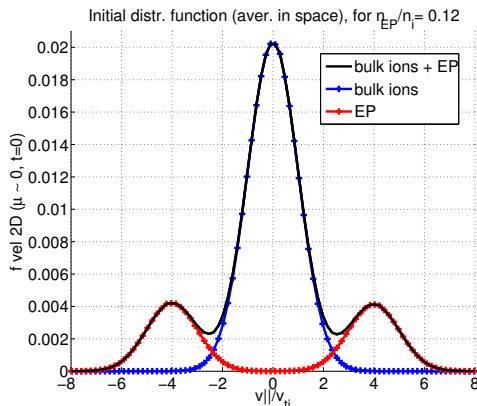 Initial distr. function (aver. in space), for n_EP/n_i= 0.12
0.02
0.018
0.016
0.014
0.012
0.01
0.008
0.006
0.004
0.002
0
f vel 2D (μ ~ 0, t=0)
bulk ions + EP
bulk ions
EP
−8 −6 −4 −2 0 2 4 6 8
v||/v_ti